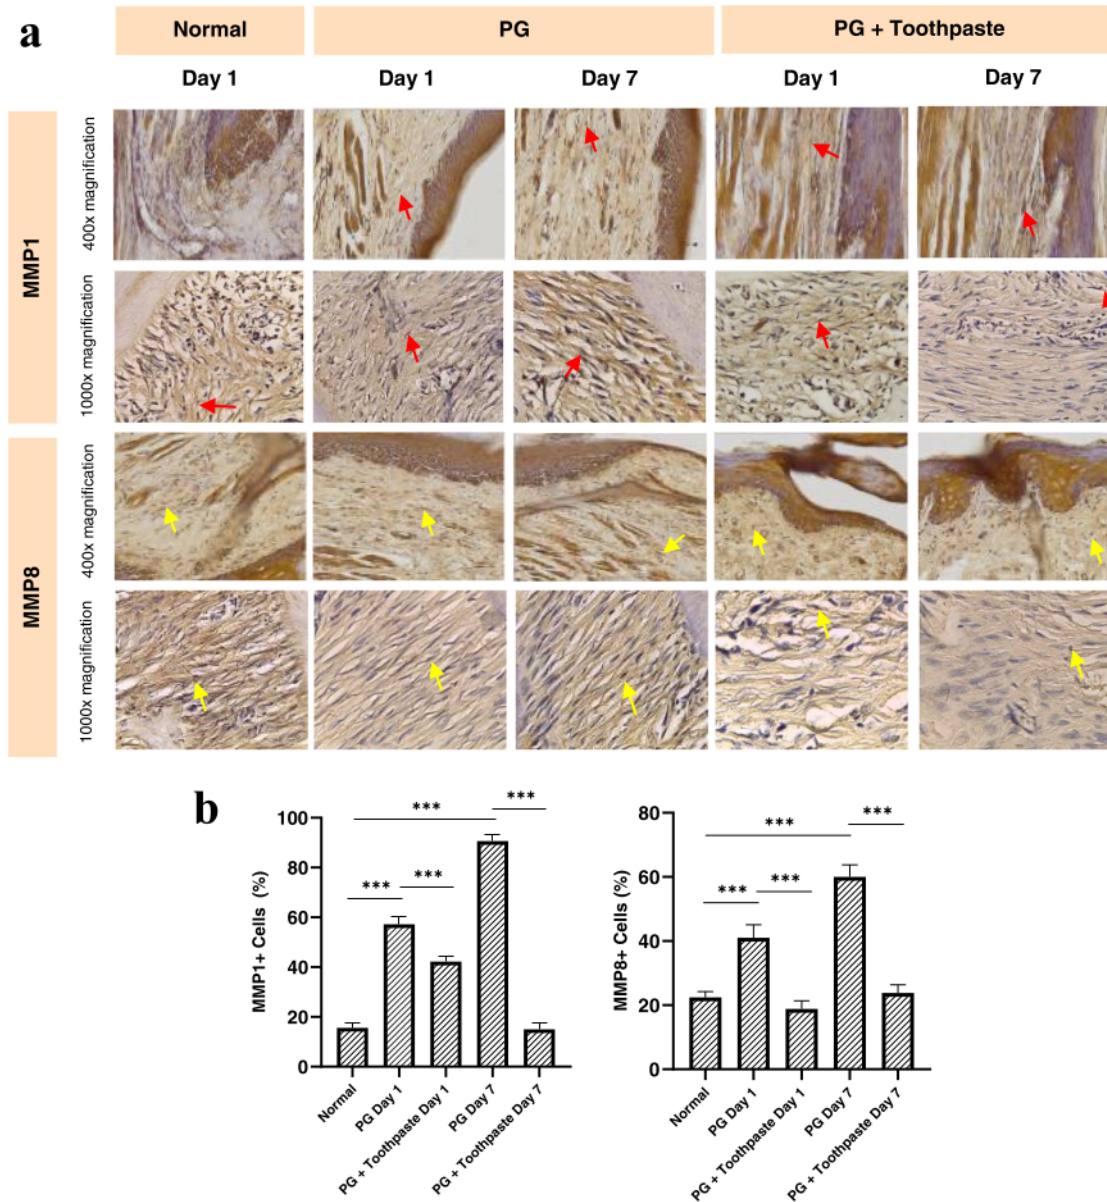 a
Normal
PG
PG + Toothpaste
Day 1
Day 1
Day 7
Day 1
Day 7
MMP1
400x magnification
1000x magnification
MMP8
400x magnification
1000x magnification
b
MMP1+ Cells (%)
100
80
60
40
20
0
***
***
***
***
Normal
PG Day 1
PG + Toothpaste Day 1
PG Day 7
PG + Toothpaste Day 7
MMP8+ Cells (%)
80
60
40
20
0
***
***
***
***
Normal
PG Day 1
PG + Toothpaste Day 1
PG Day 7
PG + Toothpaste Day 7